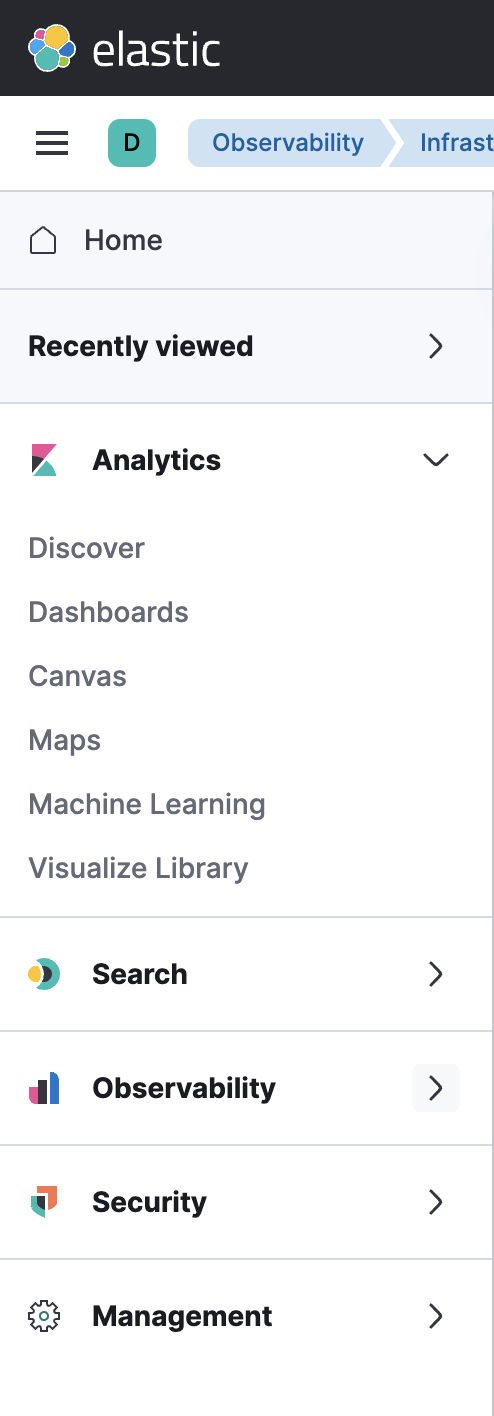 elastic
D Observability Infrast
Home
Recently viewed
Analytics
Discover
Dashboards
Canvas
Maps
Machine Learning
Visualize Library
Search
Observability
Security
Management